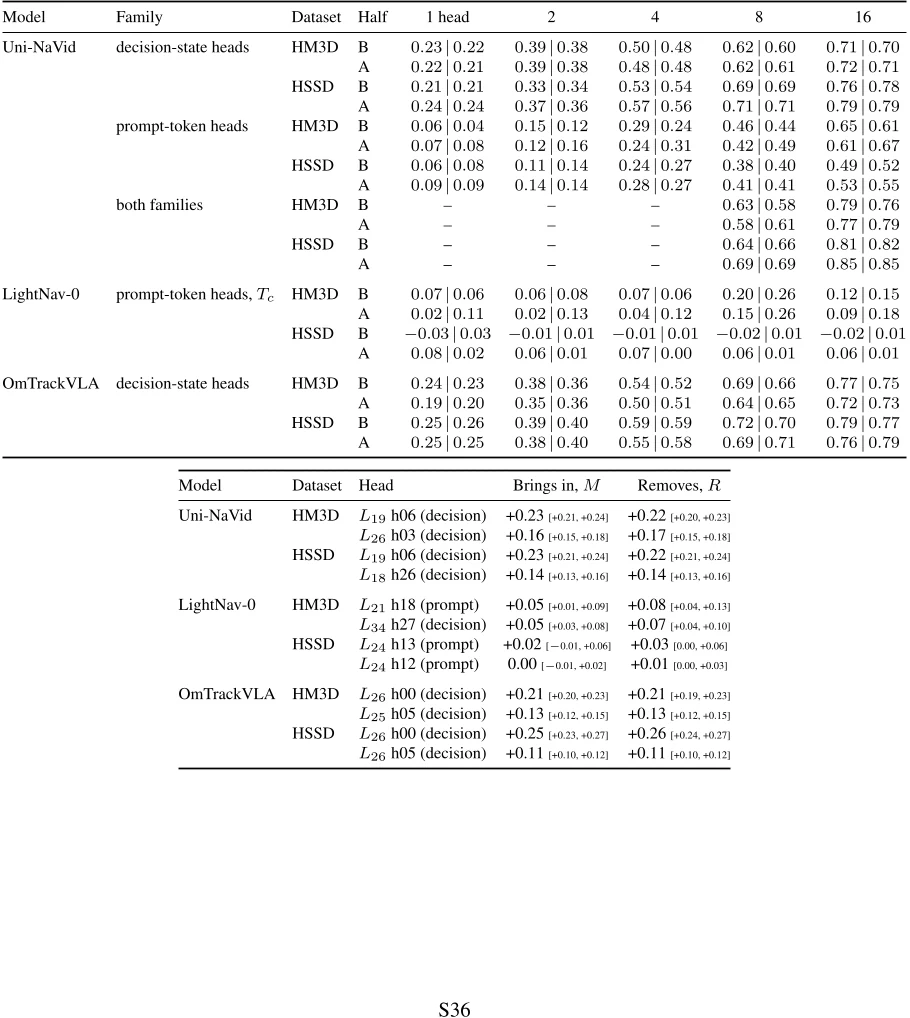 Model Family Dataset Half 1 head 2 4 8 16
Uni-NaVid decision-state heads HM3D B 0.23 | 0.22 0.39 | 0.38 0.50 | 0.48 0.62 | 0.60 0.71 | 0.70
A 0.22 | 0.21 0.39 | 0.38 0.48 | 0.48 0.62 | 0.61 0.72 | 0.71
HSSD B 0.21 | 0.21 0.33 | 0.34 0.53 | 0.54 0.69 | 0.69 0.76 | 0.78
A 0.24 | 0.24 0.37 | 0.36 0.57 | 0.56 0.71 | 0.71 0.79 | 0.79
prompt-token heads HM3D B 0.06 | 0.04 0.15 | 0.12 0.29 | 0.24 0.46 | 0.44 0.65 | 0.61
A 0.07 | 0.08 0.12 | 0.16 0.24 | 0.31 0.42 | 0.49 0.61 | 0.67
HSSD B 0.06 | 0.08 0.11 | 0.14 0.24 | 0.27 0.38 | 0.40 0.49 | 0.52
A 0.09 | 0.09 0.14 | 0.14 0.28 | 0.27 0.41 | 0.41 0.53 | 0.55
both families HM3D B – – – 0.63 | 0.58 0.79 | 0.76
A – – – 0.58 | 0.61 0.77 | 0.79
HSSD B – – – 0.64 | 0.66 0.81 | 0.82
A – – – 0.69 | 0.69 0.85 | 0.85
LightNav-0 prompt-token heads, T_c HM3D B 0.07 | 0.06 0.06 | 0.08 0.07 | 0.06 0.20 | 0.26 0.12 | 0.15
A 0.02 | 0.11 0.02 | 0.13 0.04 | 0.12 0.15 | 0.26 0.09 | 0.18
HSSD B −0.03 | 0.03 −0.01 | 0.01 −0.01 | 0.01 −0.02 | 0.01 −0.02 | 0.01
A 0.08 | 0.02 0.06 | 0.01 0.07 | 0.00 0.06 | 0.01 0.06 | 0.01
OmTrackVLA decision-state heads HM3D B 0.24 | 0.23 0.38 | 0.36 0.54 | 0.52 0.69 | 0.66 0.77 | 0.75
A 0.19 | 0.20 0.35 | 0.36 0.50 | 0.51 0.64 | 0.65 0.72 | 0.73
HSSD B 0.25 | 0.26 0.39 | 0.40 0.59 | 0.59 0.72 | 0.70 0.79 | 0.77
A 0.25 | 0.25 0.38 | 0.40 0.55 | 0.58 0.69 | 0.71 0.76 | 0.79
Model Dataset Head Brings in, M Removes, R
Uni-NaVid HM3D L19 h06 (decision) +0.23 [+0.21, +0.24] +0.22 [+0.20, +0.23]
L26 h03 (decision) +0.16 [+0.15, +0.18] +0.17 [+0.15, +0.18]
HSSD L19 h06 (decision) +0.23 [+0.21, +0.24] +0.22 [+0.21, +0.24]
L18 h26 (decision) +0.14 [+0.13, +0.16] +0.14 [+0.13, +0.16]
LightNav-0 HM3D L21 h18 (prompt) +0.05 [+0.01, +0.09] +0.08 [+0.04, +0.13]
L34 h27 (decision) +0.05 [+0.03, +0.08] +0.07 [+0.04, +0.10]
HSSD L24 h13 (prompt) +0.02 [−0.01, +0.06] +0.03 [0.00, +0.06]
L24 h12 (prompt) 0.00 [−0.01, +0.02] +0.01 [0.00, +0.03]
OmTrackVLA HM3D L26 h00 (decision) +0.21 [+0.20, +0.23] +0.21 [+0.19, +0.23]
L25 h05 (decision) +0.13 [+0.12, +0.15] +0.13 [+0.12, +0.15]
HSSD L26 h00 (decision) +0.25 [+0.23, +0.27] +0.26 [+0.24, +0.27]
L26 h05 (decision) +0.11 [+0.10, +0.12] +0.11 [+0.10, +0.12]
S36